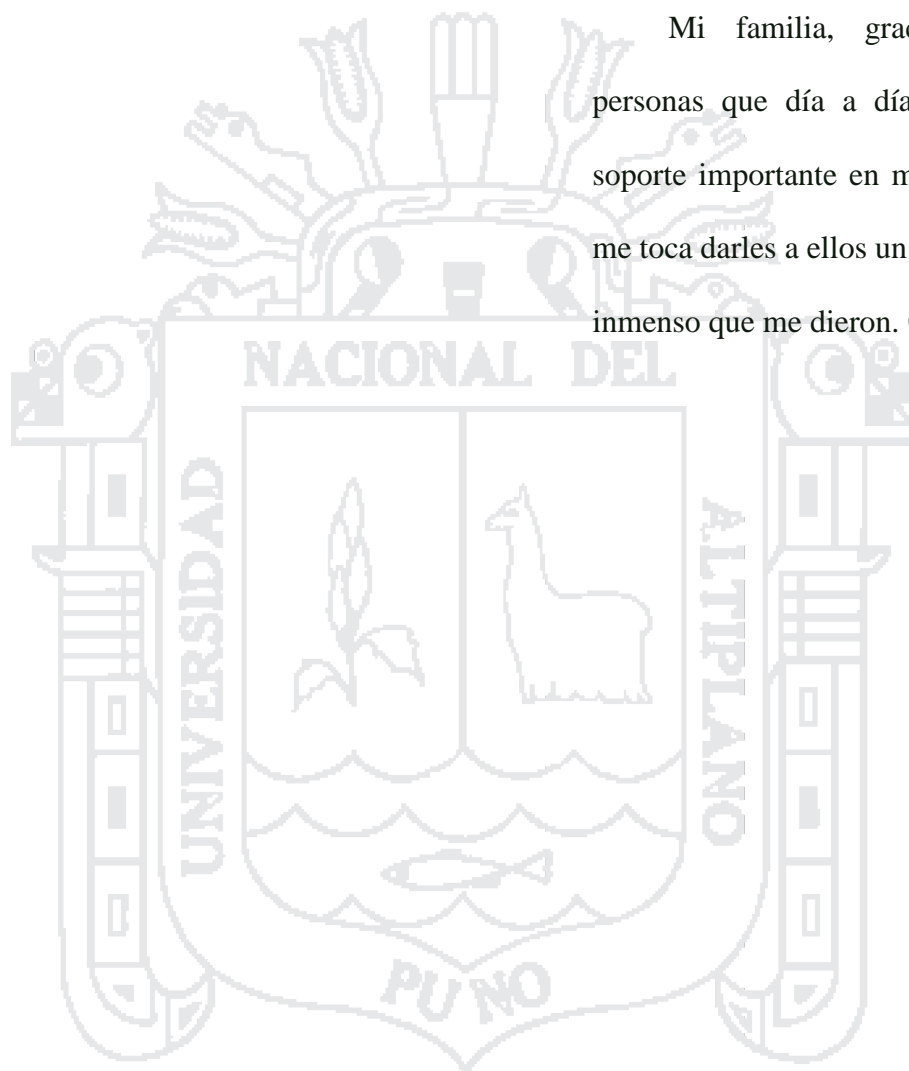 Mi familia, 
personas que día a día
soporte importante en
me toca darles a ellos un
inmenso que me dieron.
NACIONAL DEL
UNIVERSIDAD
ALTIPLANO
PUNO